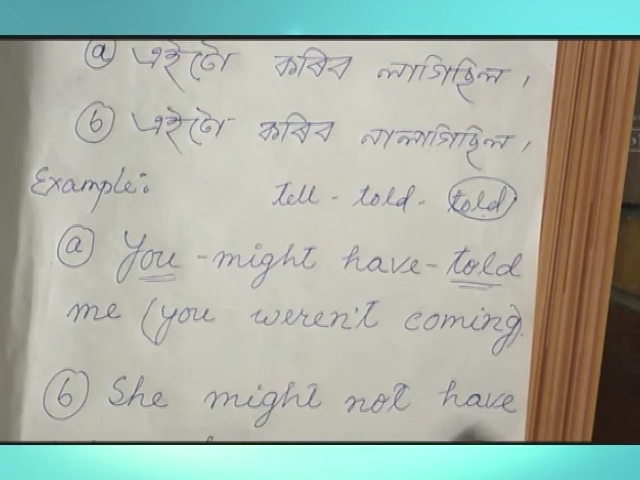 ⓐ এইটো কৰিব লাগিছিল,
ⓑ এইটো কৰিব নালাগিছিল,
Example:
tell - told - told
ⓐ You - might have - told
me (you weren't coming).
ⓑ She might not have